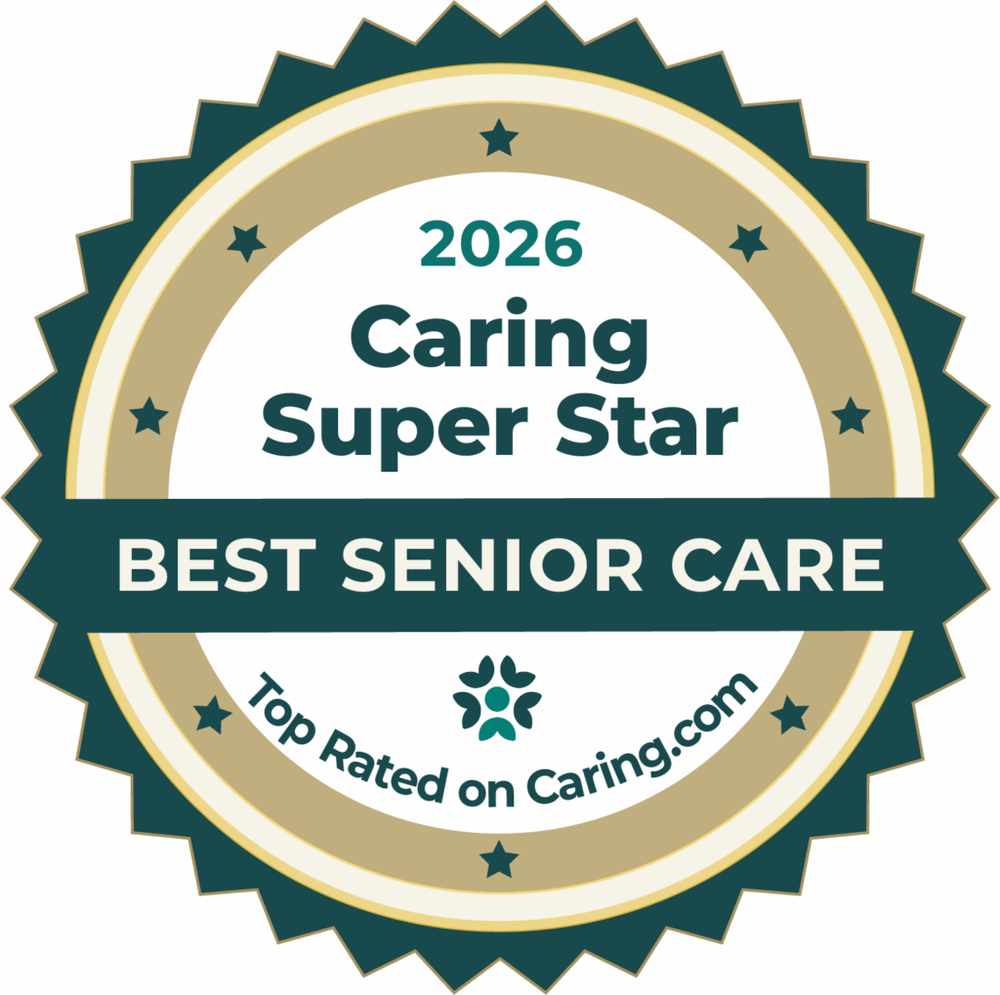 2026
Caring
Super Star
BEST SENIOR CARE
Top Rated on Caring.com